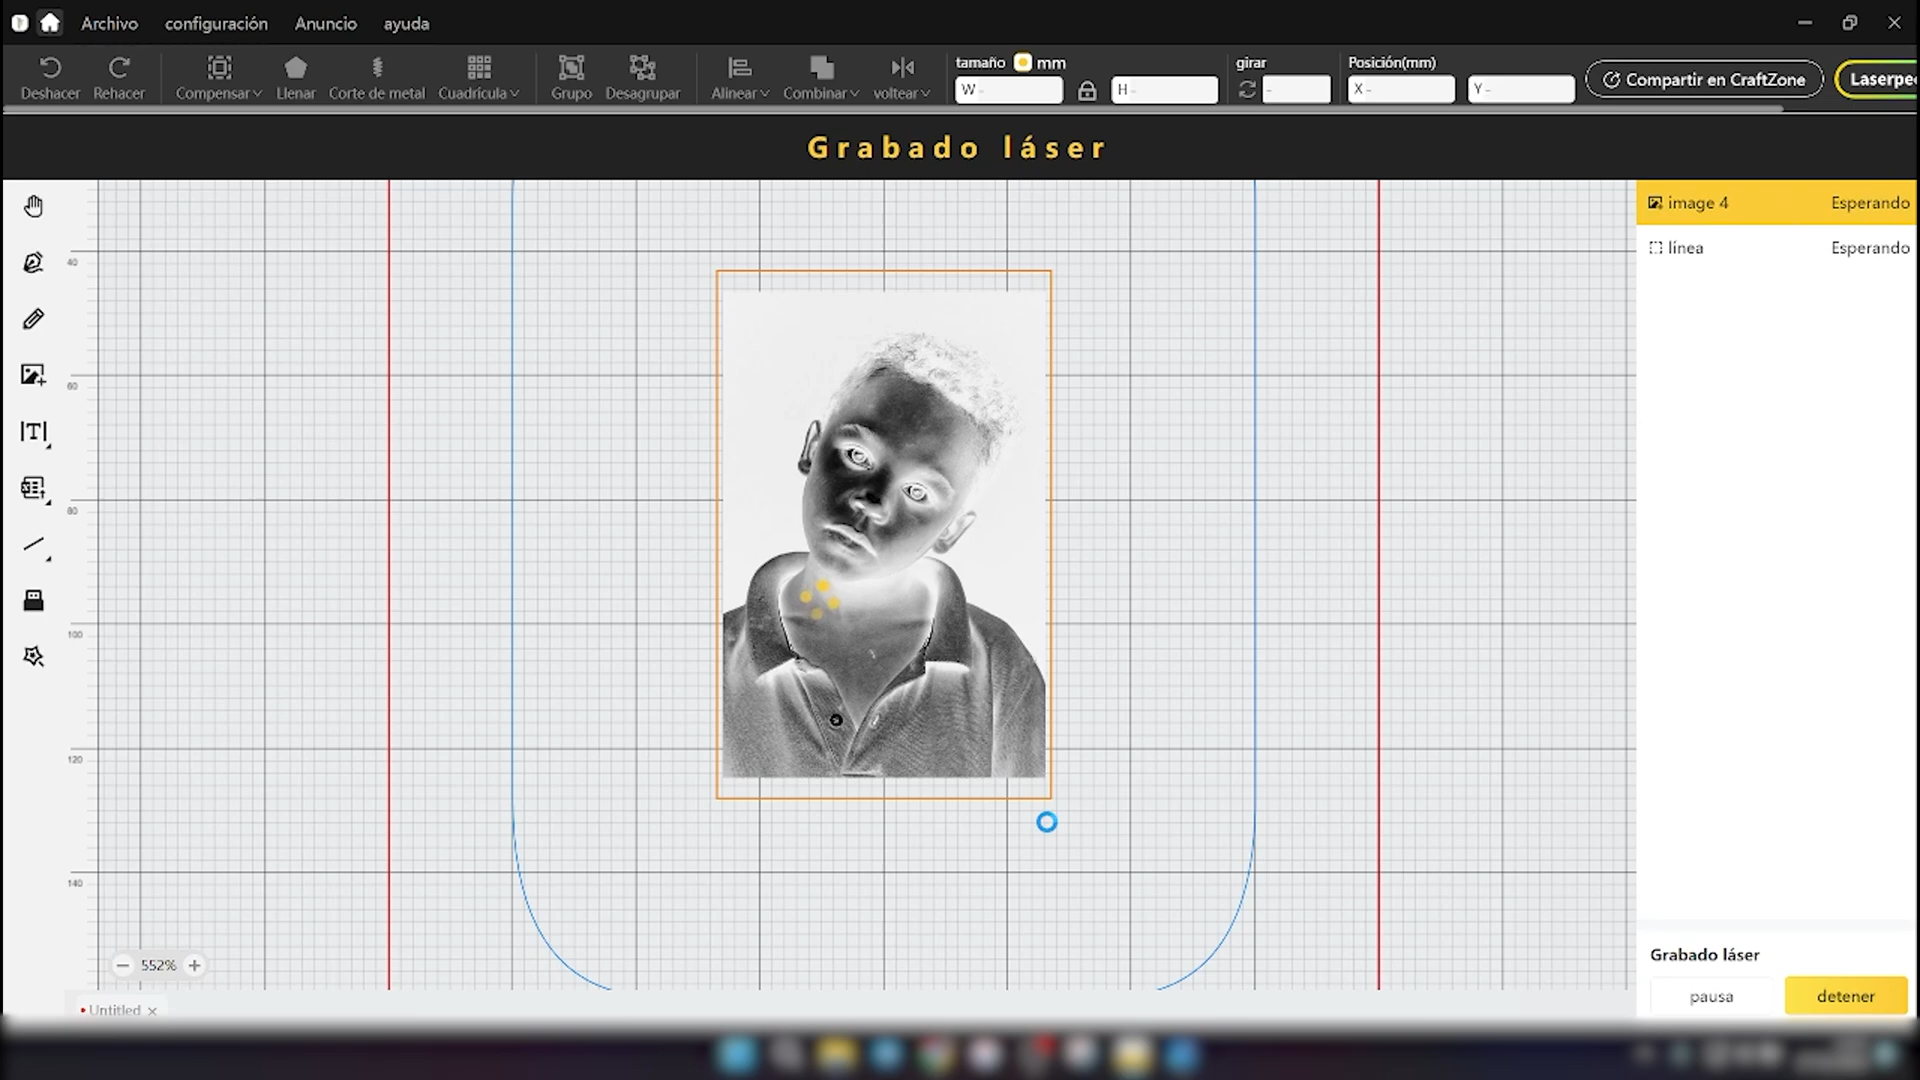 Archivo configuración Anuncio ayuda
Deshacer Rehacer Compensar Llenar Corte de metal Cuadrícula Grupo Desagrupar Alinear Combinar voltear
tamaño mm girar Posición(mm)
W - H - - X - Y -
Compartir en CraftZone Laserpe
Grabado láser
image 4 Esperando
línea Esperando
40
60
80
100
120
140
552%
Untitled
Grabado láser
pausa detener